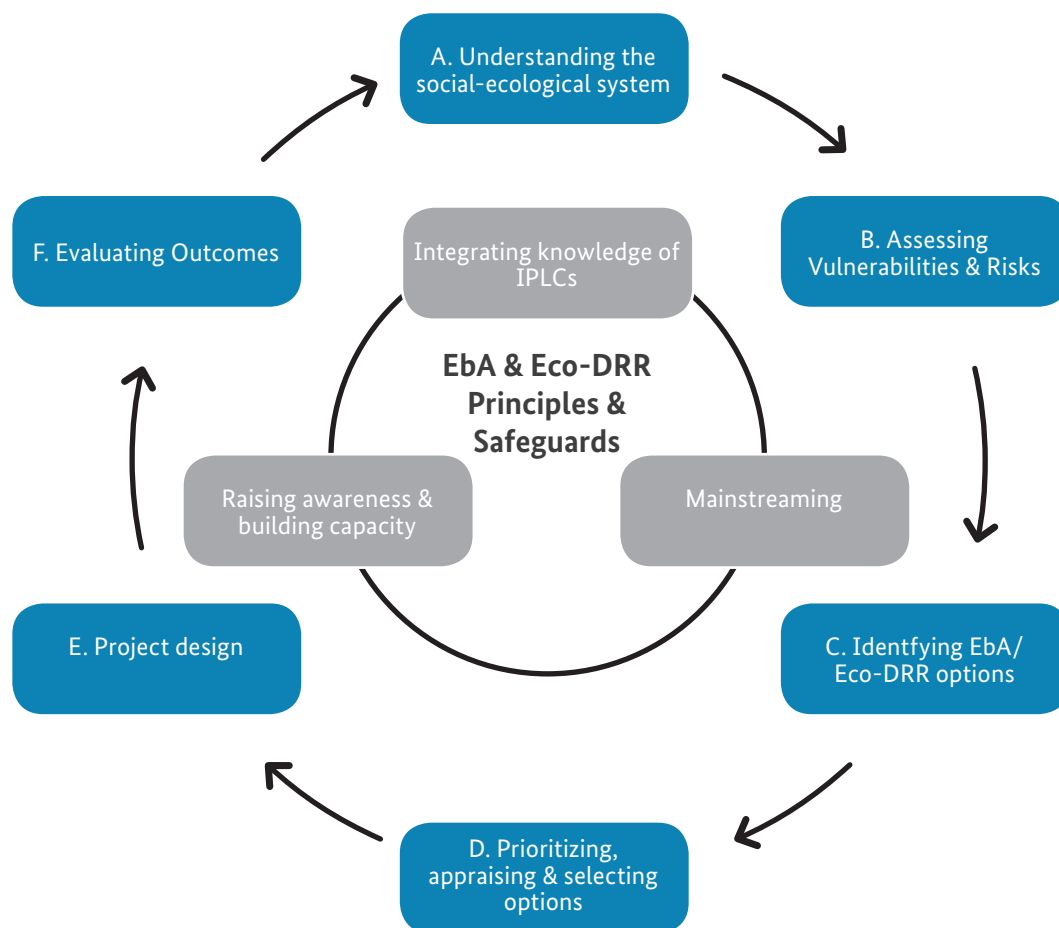 A. Understanding the
social-ecological system
B. Assessing
Vulnerabilities & Risks
C. Identfying EbA/
Eco-DRR options
D. Prioritizing,
appraising & selecting
options
E. Project design
F. Evaluating Outcomes
Integrating knowledge of
IPLCs
EbA & Eco-DRR
Principles &
Safeguards
Raising awareness &
building capacity
Mainstreaming